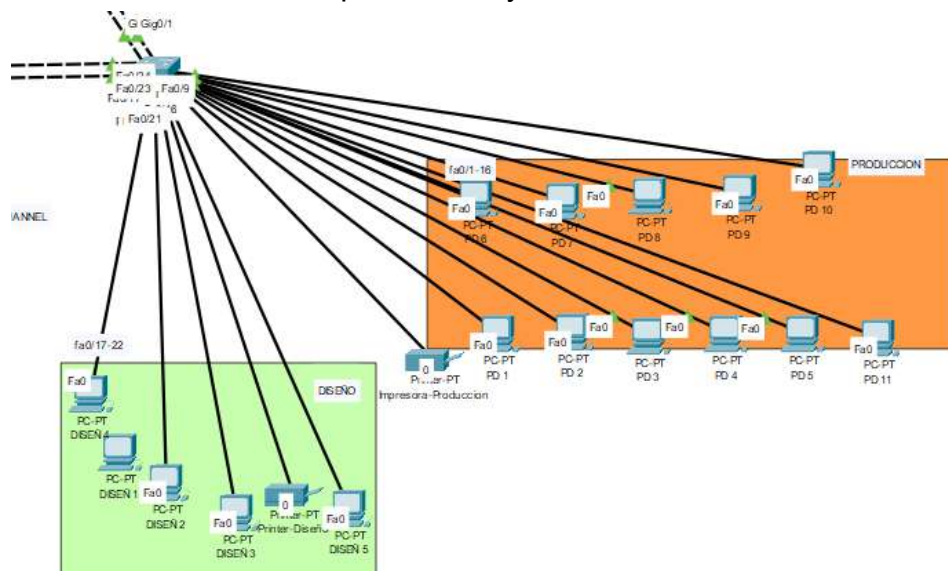 Gi Gig0/1
Fa0/24
Fa0/23
Fa0/9
Fa0/21
ANNEL
PRODUCCION
fa0/1-16
Fa0
PC-PT
PD 6
Fa0
PC-PT
PD 7
Fa0
PC-PT
PD 8
Fa0
PC-PT
PD 9
Fa0
PC-PT
PD 10
Fa0
PC-PT
PD 1
Fa0
PC-PT
PD 2
Fa0
PC-PT
PD 3
Fa0
PC-PT
PD 4
Fa0
PC-PT
PD 5
Fa0
PC-PT
PD 11
0
Printer-PT
Impresora-Produccion
fa0/17-22
DISEÑO
Fa0
PC-PT
DISEÑ 4
PC-PT
DISEÑ 1
Fa0
PC-PT
DISEÑ 2
Fa0
PC-PT
DISEÑ 3
0
Printer-PT
Printer-Diseño
Fa0
PC-PT
DISEÑ 5